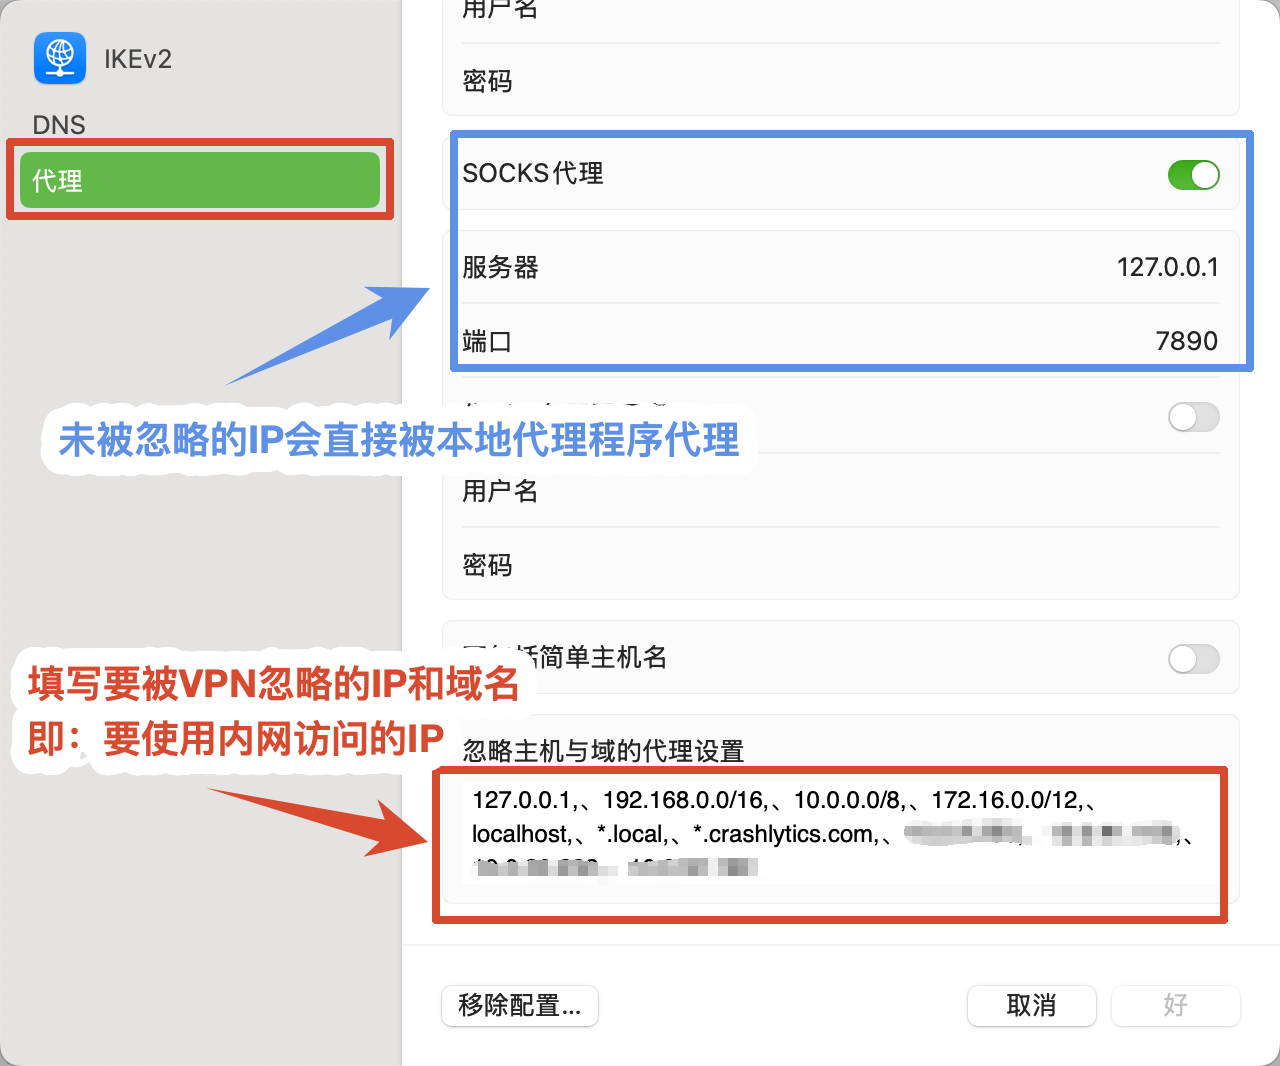 IKEv2
DNS
代理
用户名
密码
SOCKS代理
服务器
127.0.0.1
端口
7890
未被忽略的IP会直接被本地代理程序代理
用户名
密码
简单主机名
填写要被VPN忽略的IP和域名
即：要使用内网访问的IP
忽略主机与域的代理设置
127.0.0.1,、192.168.0.0/16,、10.0.0.0/8,、172.16.0.0/12,、
localhost,、*.local,、*.crashlytics.com,、
移除配置...
取消
好